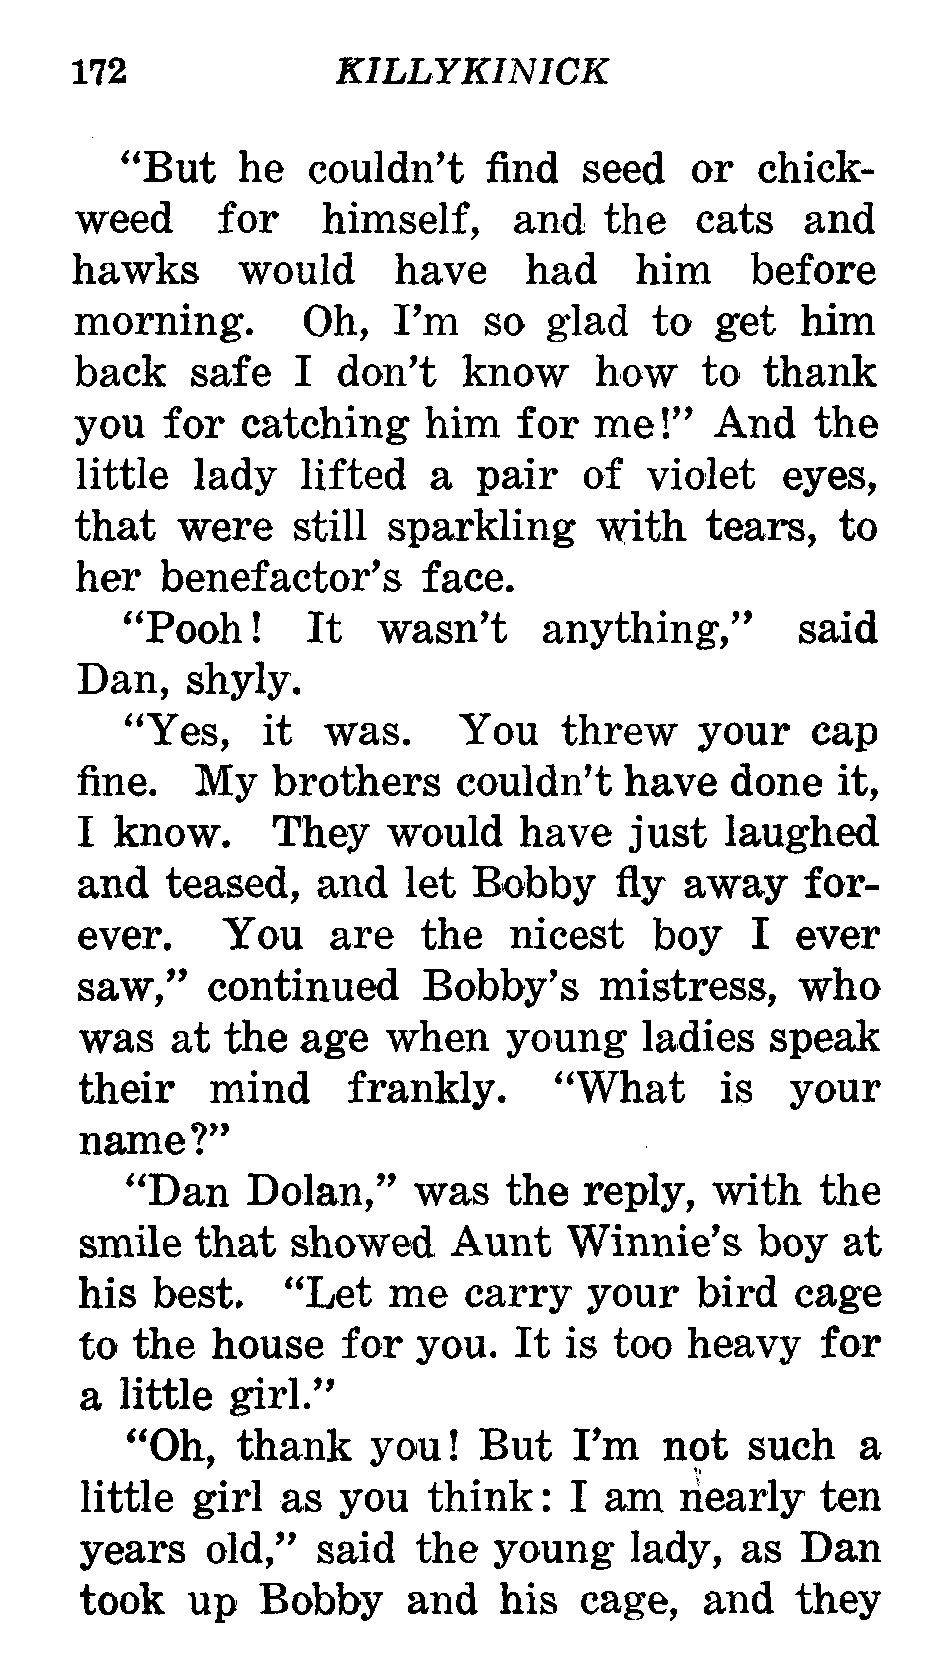 172 KILLYKINICK
“But he couldn’t find seed or chick-
weed for himself, and the cats and
hawks would have had him before
morning. Oh, I’m so glad to get him
back safe I don’t know how to thank
you for catching him for me!” And the
little lady lifted a pair of violet eyes,
that were still sparkling with tears, to
her benefactor’s face.
“Pooh! It wasn’t anything,” said
Dan, shyly.
“Yes, it was. You threw your cap
fine. My brothers couldn’t have done it,
I know. They would have just laughed
and teased, and let Bobby fly away for-
ever. You are the nicest boy I ever
saw,” continued Bobby’s mistress, who
was at the age when young ladies speak
their mind frankly. “What is your
name?”
“Dan Dolan,” was the reply, with the
smile that showed Aunt Winnie’s boy at
his best. “Let me carry your bird cage
to the house for you. It is too heavy for
a little girl.”
“Oh, thank you! But I’m not such a
little girl as you think: I am nearly ten
years old,” said the young lady, as Dan
took up Bobby and his cage, and they